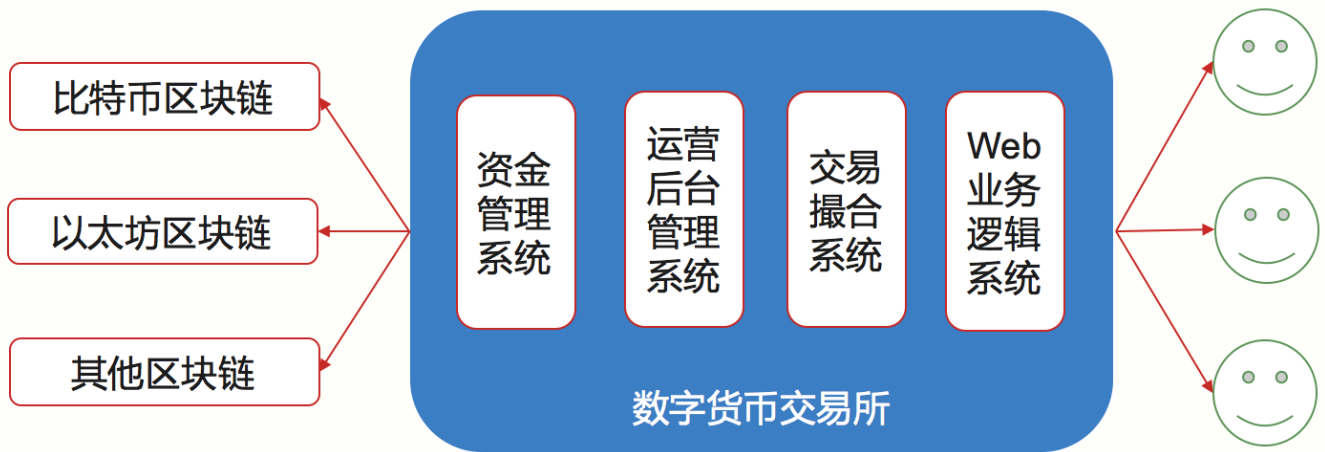 比特币区块链
以太坊区块链
其他区块链
资金
管理
系统
运营
后台
管理
系统
交易
撮合
系统
Web
业务
逻辑
系统
数字货币交易所